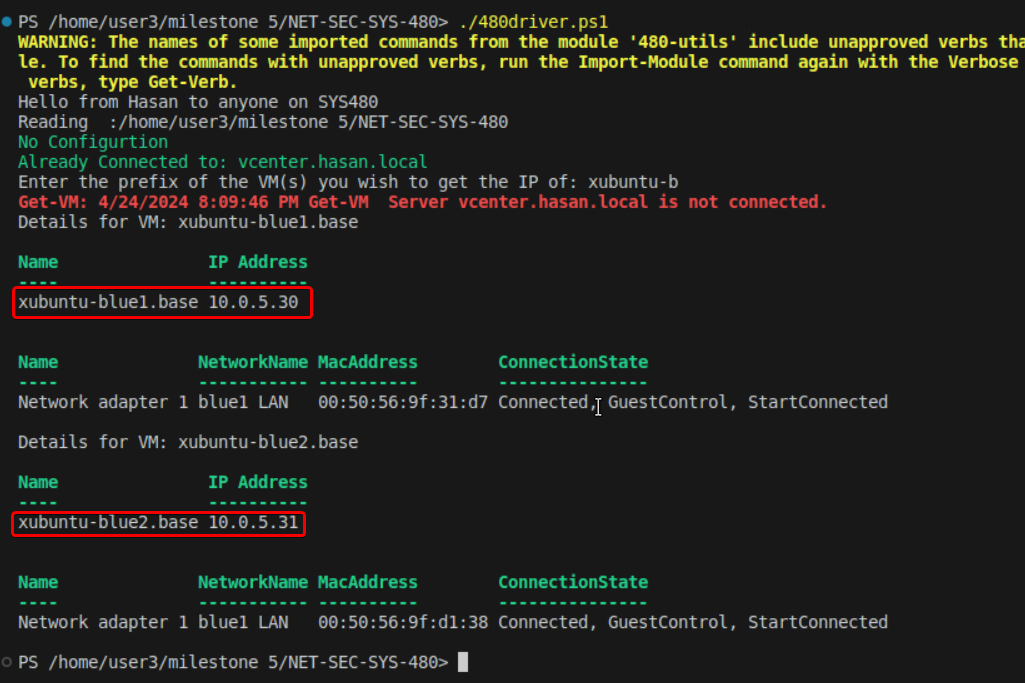 PS /home/user3/milestone 5/NET-SEC-SYS-480> ./480driver.ps1
WARNING: The names of some imported commands from the module '480-utils' include unapproved verbs tha
le. To find the commands with unapproved verbs, run the Import-Module command again with the Verbose
verbs, type Get-Verb.
Hello from Hasan to anyone on SYS480
Reading  :/home/user3/milestone 5/NET-SEC-SYS-480
No Configurtion
Already Connected to: vcenter.hasan.local
Enter the prefix of the VM(s) you wish to get the IP of: xubuntu-b
Get-VM: 4/24/2024 8:09:46 PM Get-VM  Server vcenter.hasan.local is not connected.
Details for VM: xubuntu-blue1.base
Name               IP Address
----               ----------
xubuntu-blue1.base 10.0.5.30
Name              NetworkName MacAddress        ConnectionState
----              ----------- ----------        ---------------
Network adapter 1 blue1 LAN   00:50:56:9f:31:d7 Connected, GuestControl, StartConnected
Details for VM: xubuntu-blue2.base
Name               IP Address
----               ----------
xubuntu-blue2.base 10.0.5.31
Name              NetworkName MacAddress        ConnectionState
----              ----------- ----------        ---------------
Network adapter 1 blue1 LAN   00:50:56:9f:d1:38 Connected, GuestControl, StartConnected
PS /home/user3/milestone 5/NET-SEC-SYS-480>